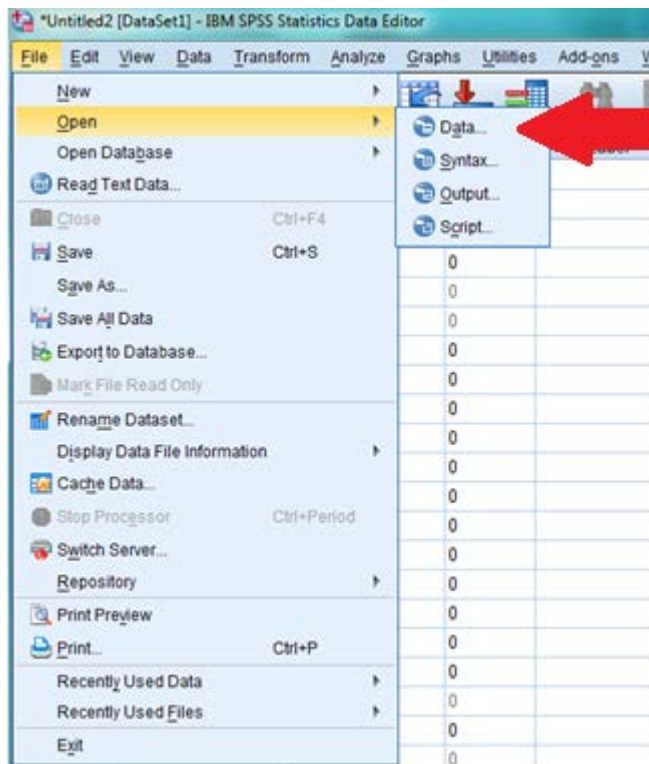 *Untitled2 [DataSet1] - IBM SPSS Statistics Data Editor
File Edit View Data Transform Analyze Graphs Utilities Add-ons
New
Open
Data...
Open Database
Syntax...
Read Text Data...
Output...
Close Ctrl+F4
Script...
Save Ctrl+S
0
Save As...
0
Save All Data
0
Export to Database...
0
Mark File Read Only
0
Rename Dataset...
0
Display Data File Information
0
0
Cache Data...
0
Stop Processor Ctrl+Period
0
Switch Server...
0
Repository
0
Print Preview
0
Print... Ctrl+P
0
Recently Used Data
0
Recently Used Files
0
0
Exit
0